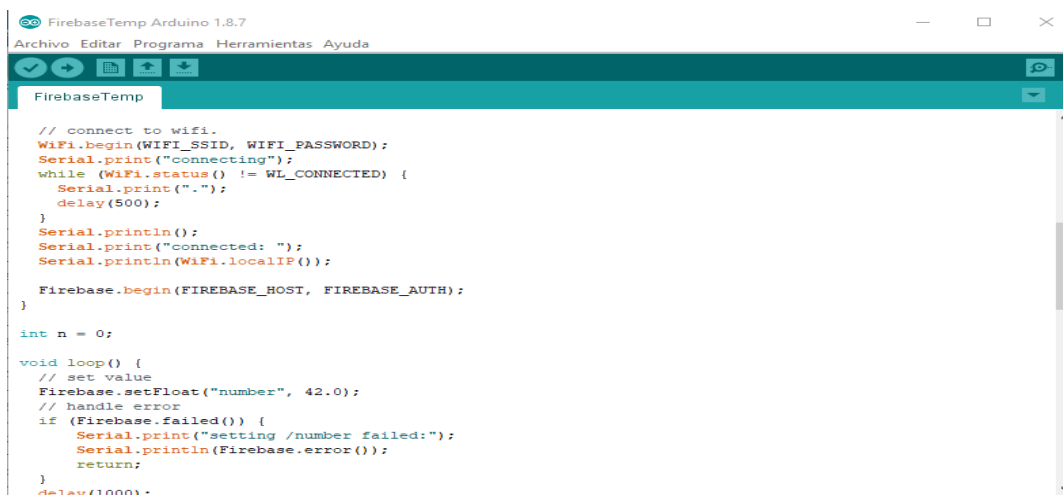 FirebaseTemp Arduino 1.8.7
Archivo Editar Programa Herramientas Ayuda
FirebaseTemp
// connect to wifi.
WiFi.begin(WIFI_SSID, WIFI_PASSWORD);
Serial.print("connecting");
while (WiFi.status() != WL_CONNECTED) {
Serial.print(".");
delay(500);
}
Serial.println();
Serial.print("connected: ");
Serial.println(WiFi.localIP());
Firebase.begin(FIREBASE_HOST, FIREBASE_AUTH);
}
int n = 0;
void loop() {
// set value
Firebase.setFloat("number", 42.0);
// handle error
if (Firebase.failed()) {
Serial.print("setting /number failed:");
Serial.println(Firebase.error());
return;
}
delay(1000);